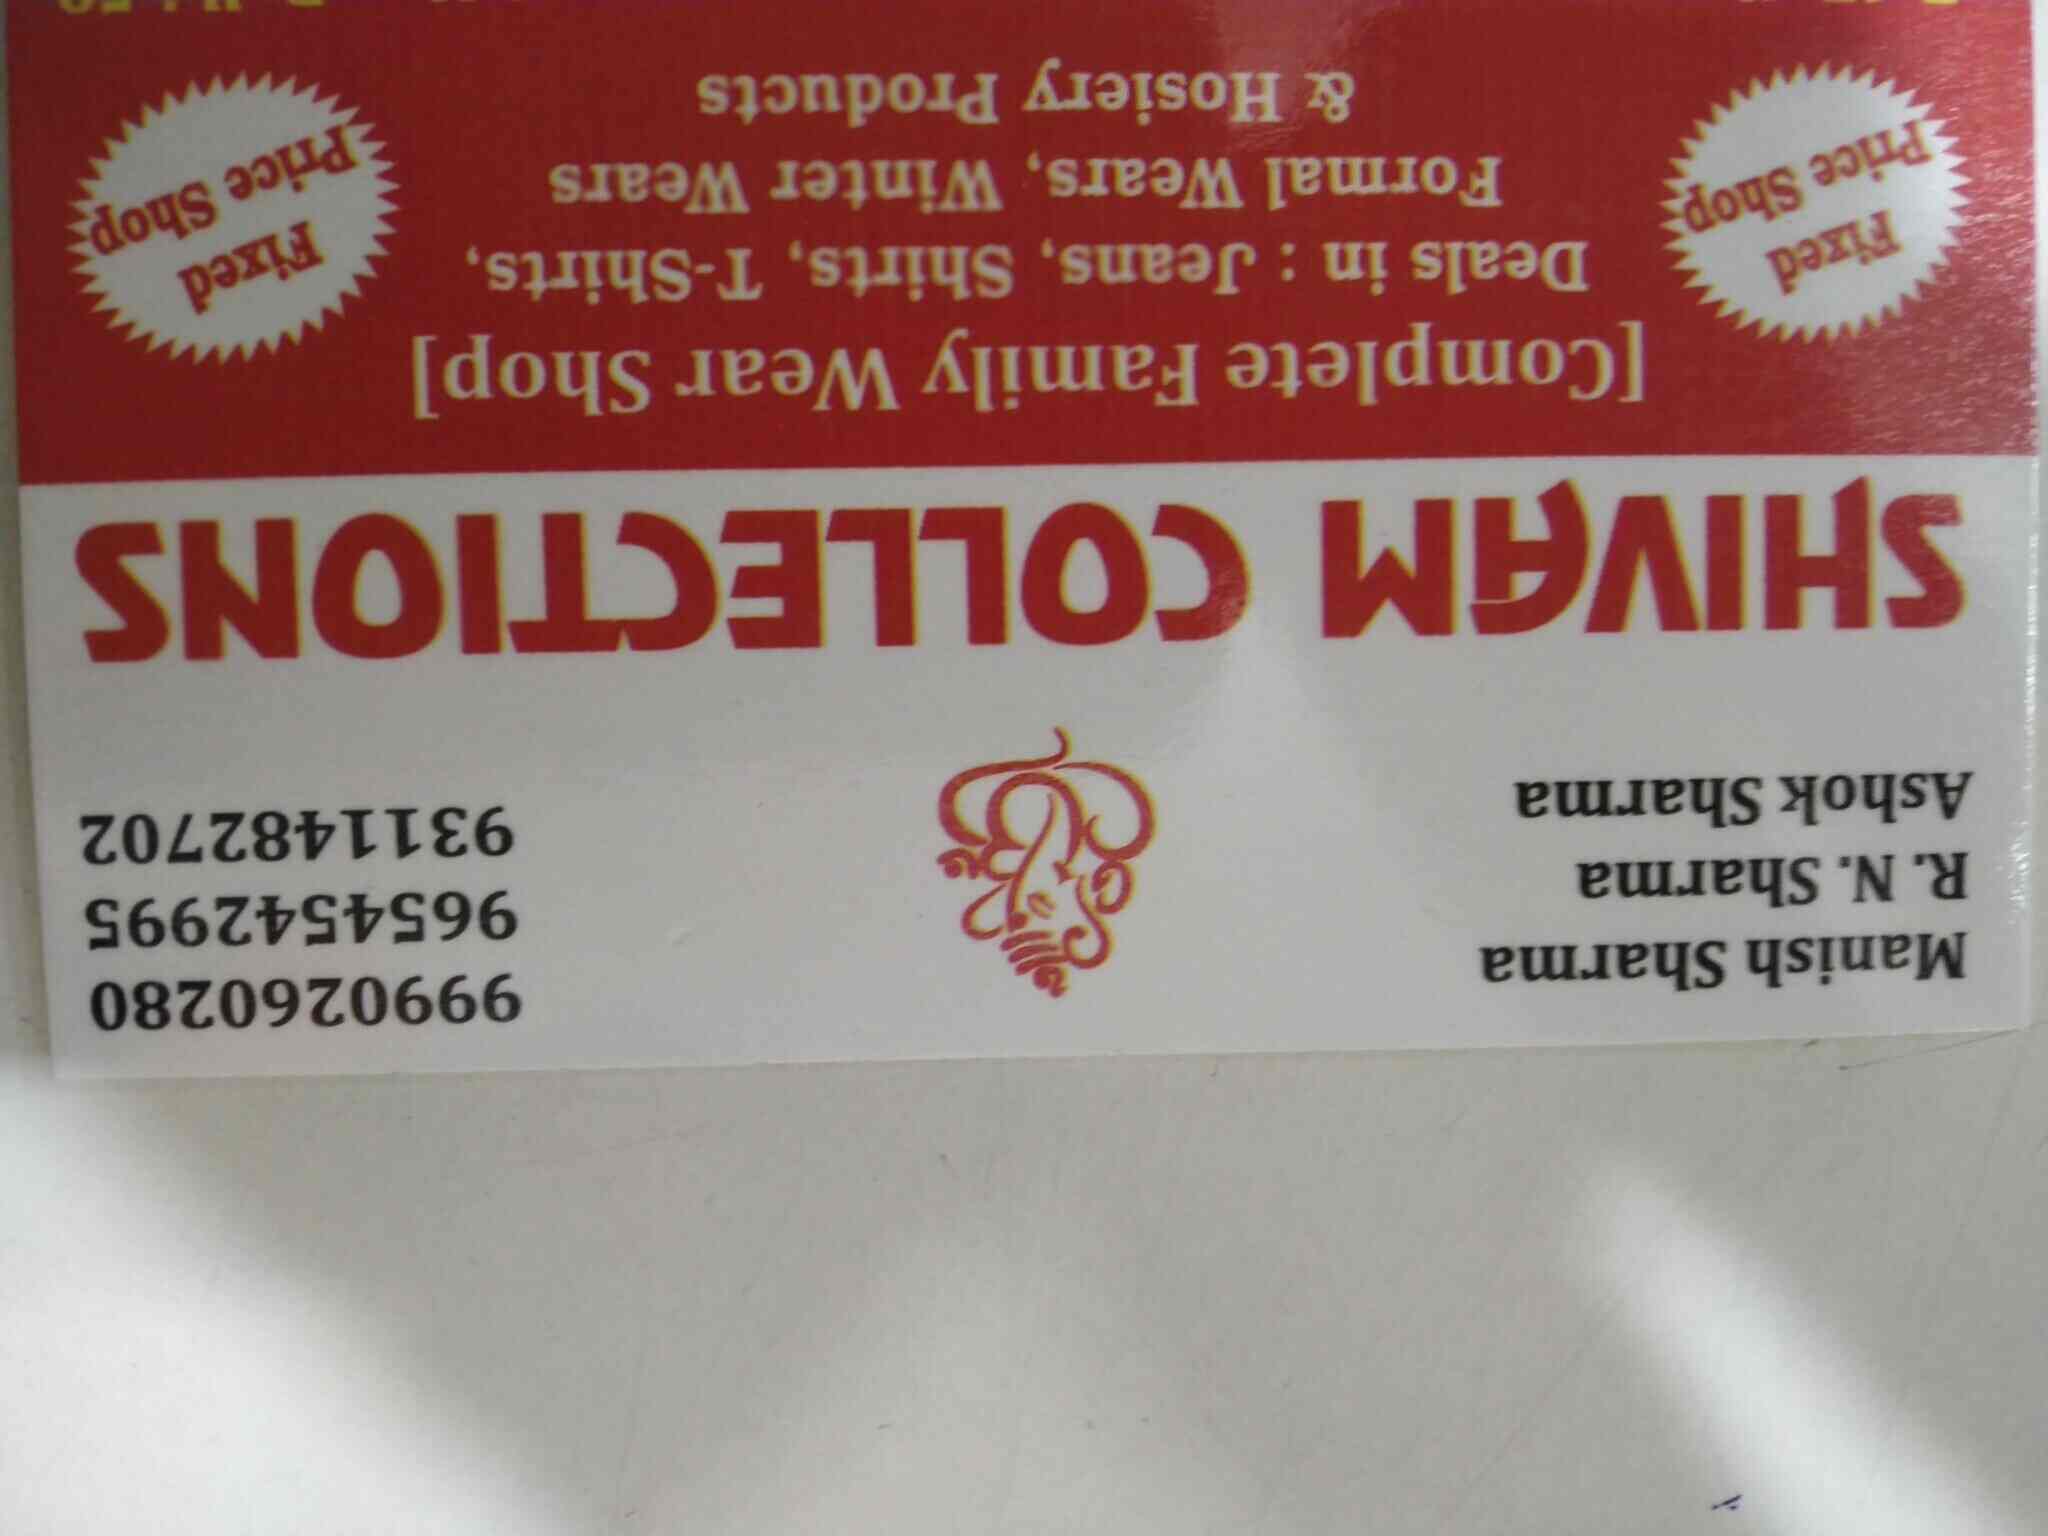 Manish Sharma
R. N. Sharma
Ashok Sharma
9990260280
9654542995
9311482702
SHIVAM COLLECTIONS
[Complete Family Wear Shop]
Fixed
Price Shop
Deals in : Jeans, Shirts, T-Shirts,
Formal Wears, Winter Wears
& Hosiery Products
Fixed
Price Shop